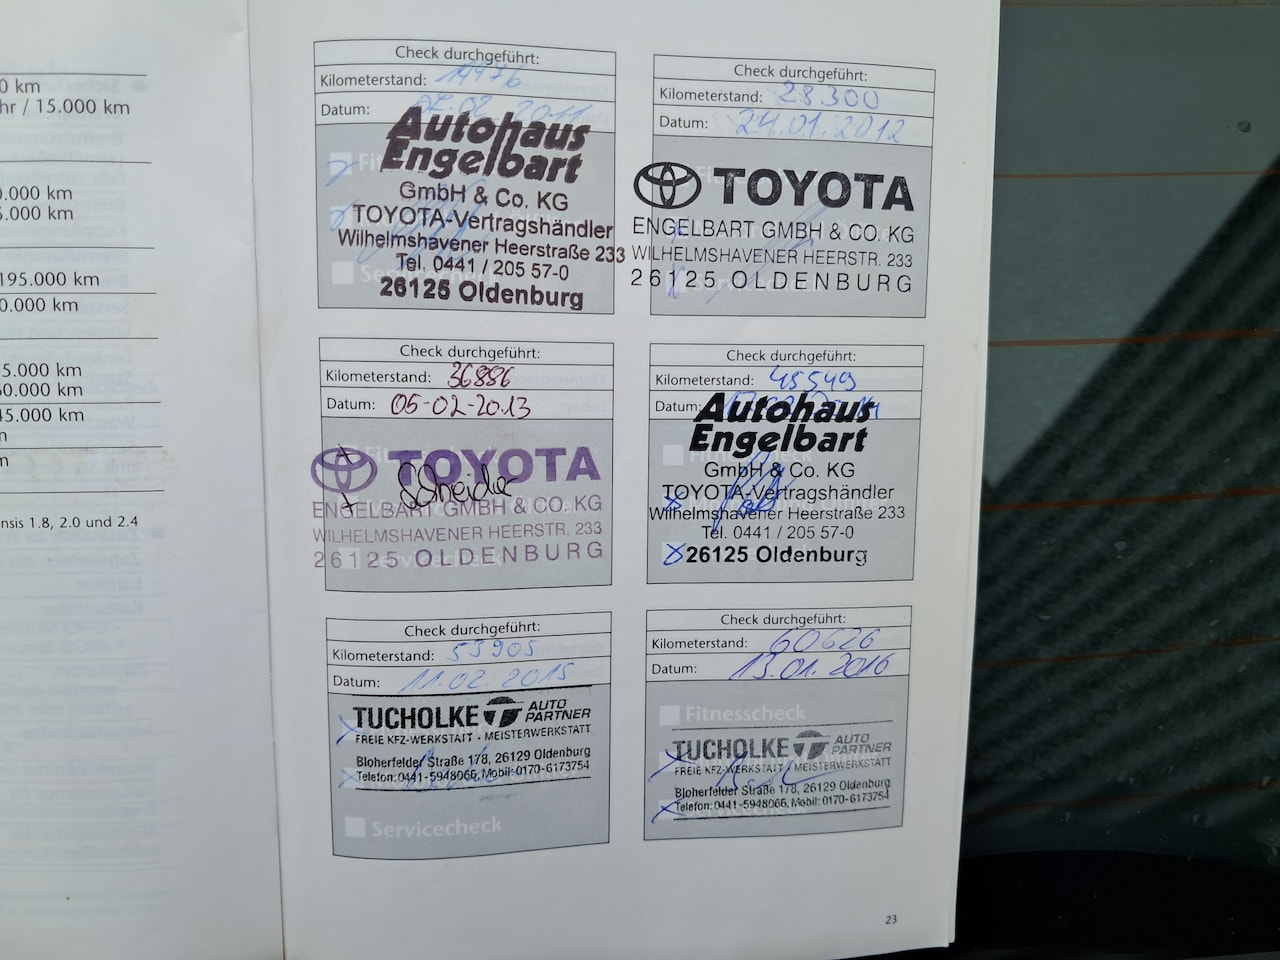 0 km
hr / 15.000 km
0.000 km
5.000 km
195.000 km
0.000 km
5.000 km
60.000 km
45.000 km
n
m
ensis 1.8, 2.0 und 2.4
Check durchgeführt:
Kilometerstand: 14476
Datum: 02.2011
Autohaus
Engelbart
GmbH & Co. KG
TOYOTA-Vertragshändler
Wilhelmshavener Heerstraße 233
Tel. 0441 / 205 57-0
26125 Oldenburg
Check durchgeführt:
Kilometerstand: 28300
Datum: 24.01.2012
TOYOTA
ENGELBART GMBH & CO. KG
WILHELMSHAVENER HEERSTR. 233
26125 OLDENBURG
Servicecheck
Check durchgeführt:
Kilometerstand: 36886
Datum: 05-02-2013
TOYOTA
Schneider
ENGELBART GMBH & CO. KG
WILHELMSHAVENER HEERSTR. 233
26125 OLDENBURG
Servicecheck
Check durchgeführt:
Kilometerstand: 45549
Datum:
Autohaus
Engelbart
GmbH & Co. KG
TOYOTA-Vertragshändler
Wilhelmshavener Heerstraße 233
Tel. 0441 / 205 57-0
26125 Oldenburg
Check durchgeführt:
Kilometerstand: 53905
Datum: 11.02.2015
TUCHOLKE AUTO PARTNER
FREIE KFZ-WERKSTATT - MEISTERWERKSTATT
Bloherfelder Straße 178, 26129 Oldenburg
Telefon: 0441-5948066, Mobil: 0170-6173754
Servicecheck
Check durchgeführt:
Kilometerstand: 60626
Datum: 13.01.2016
Fitnesscheck
TUCHOLKE AUTO PARTNER
FREIE KFZ-WERKSTATT - MEISTERWERKSTATT
Bloherfelder Straße 178, 26129 Oldenburg
Telefon: 0441-5948066, Mobil: 0170-6173754
Servicecheck
23